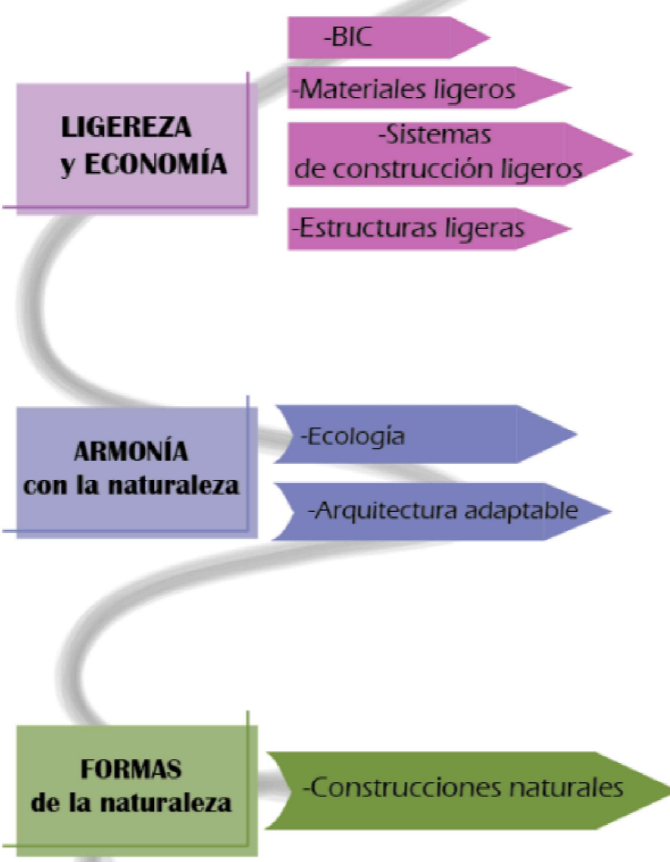 -BIC
-Materiales ligeros
LIGEREZA
y ECONOMÍA
-Sistemas
de construcción ligeros
-Estructuras ligeras
ARMONÍA
con la naturaleza
-Ecología
-Arquitectura adaptable
FORMAS
de la naturaleza
-Construcciones naturales